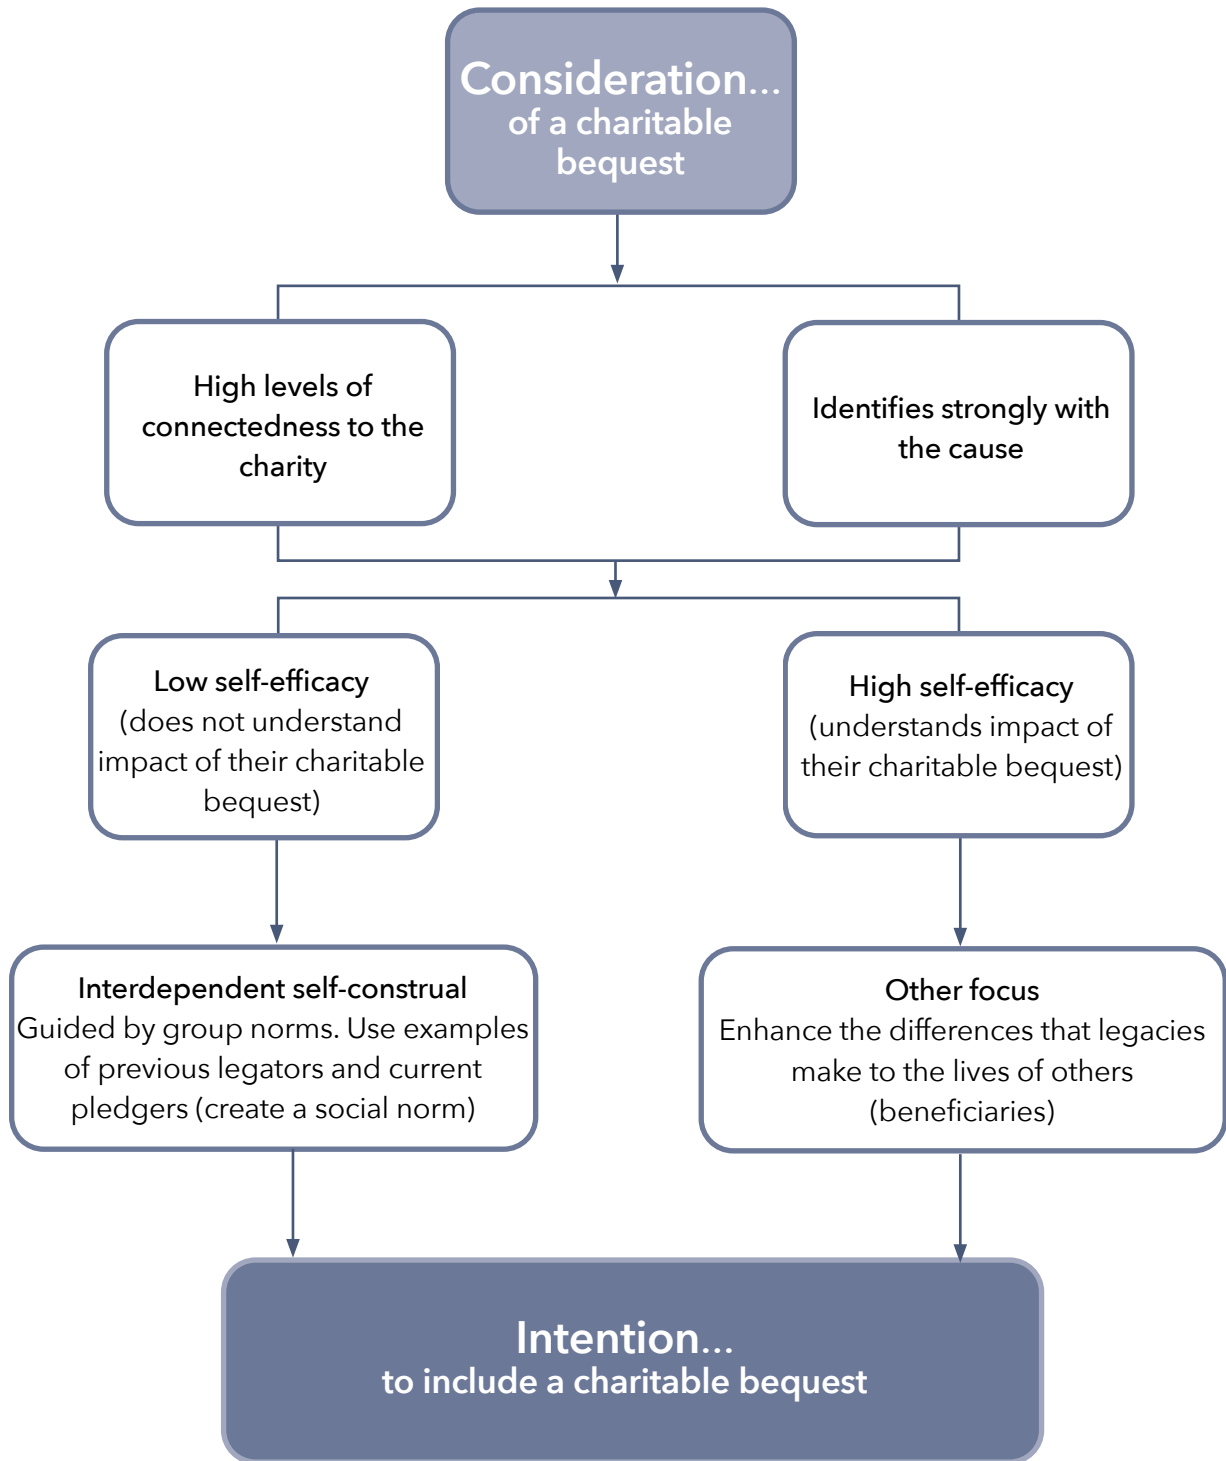 Consideration...
of a charitable
bequest
High levels of
connectedness to the
charity
Identifies strongly with
the cause
Low self-efficacy
(does not understand
impact of their charitable
bequest)
High self-efficacy
(understands impact of
their charitable bequest)
Interdependent self-construal
Guided by group norms. Use examples
of previous legators and current
pledgers (create a social norm)
Other focus
Enhance the differences that legacies
make to the lives of others
(beneficiaries)
Intention...
to include a charitable bequest